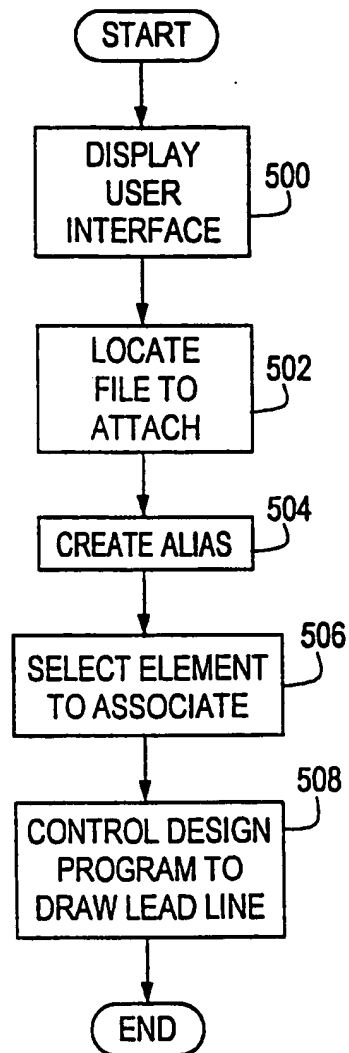 START
DISPLAY
USER
INTERFACE
500
LOCATE
FILE TO
ATTACH
502
CREATE ALIAS
504
SELECT ELEMENT
TO ASSOCIATE
506
CONTROL DESIGN
PROGRAM TO
DRAW LEAD LINE
508
END